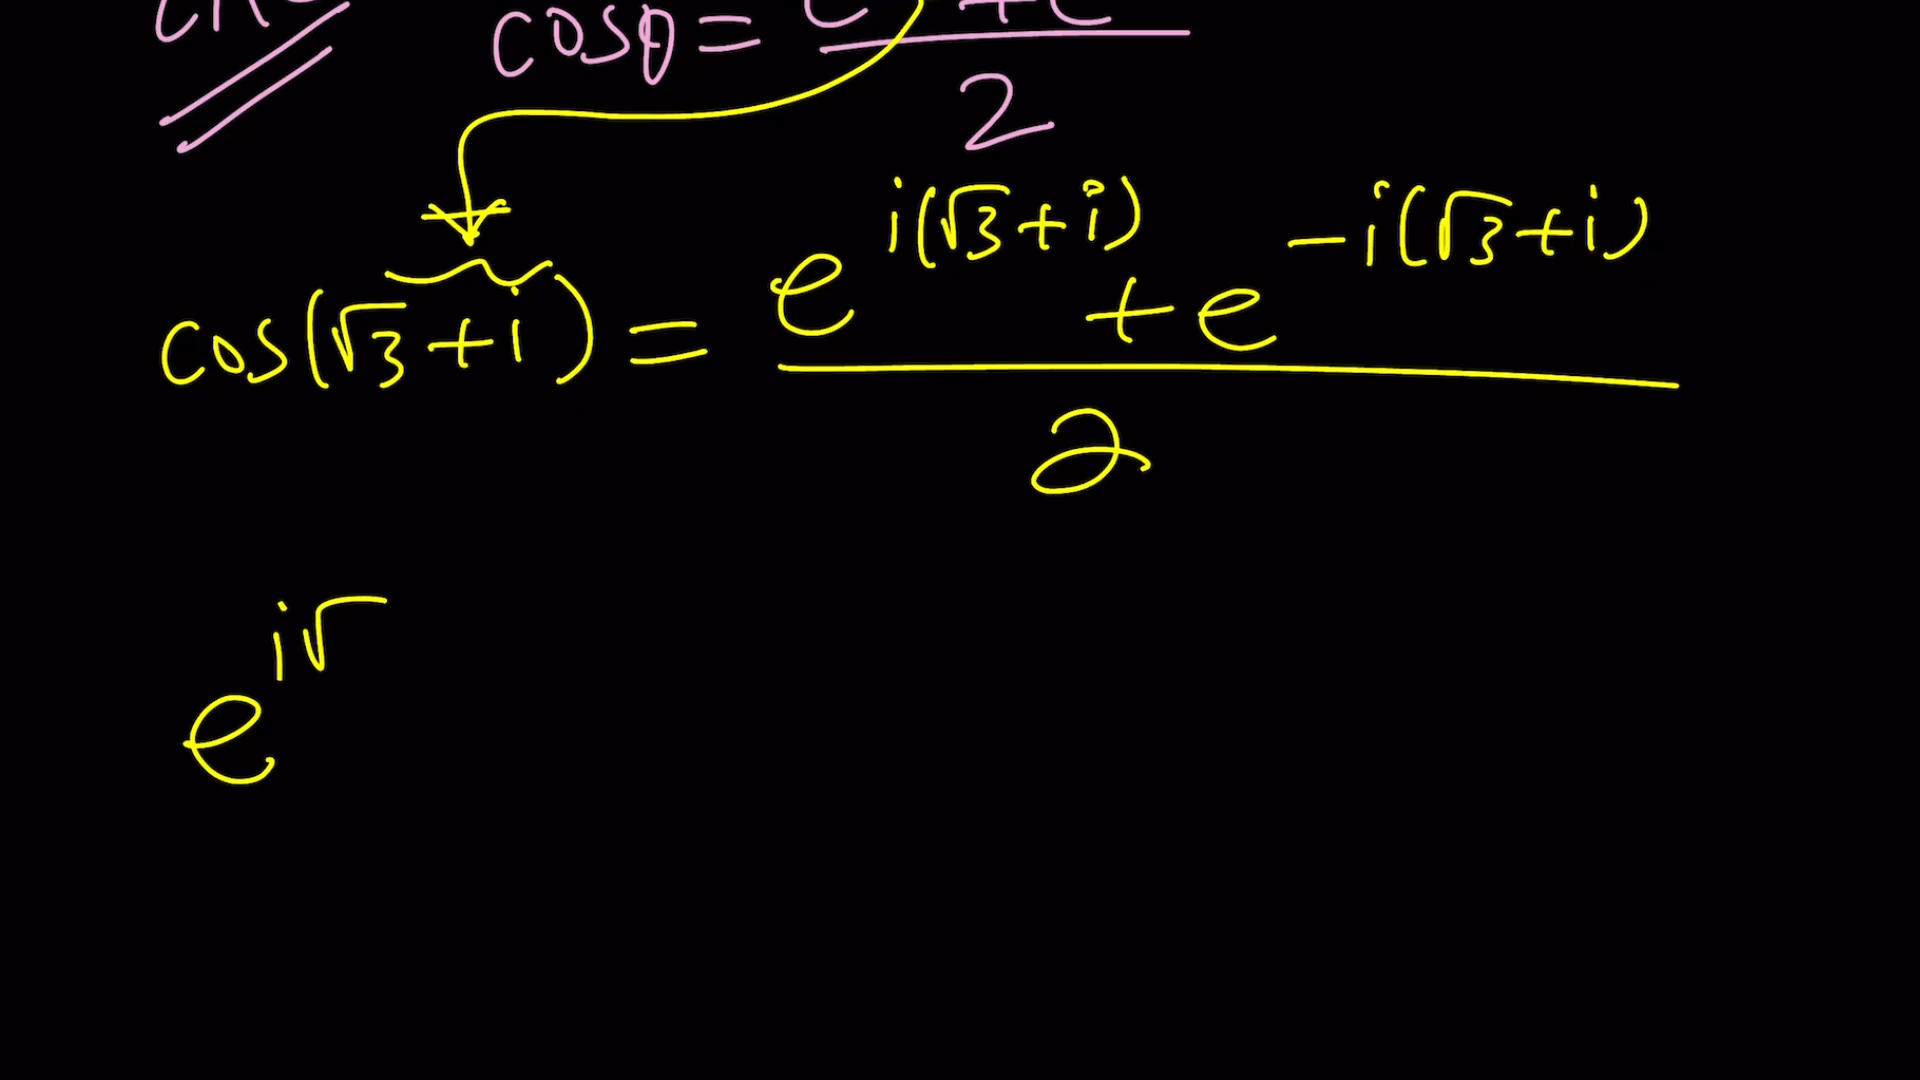 cosθ = 
2
cos(√3+i) = e^{i(√3+i)} + e^{-i(√3+i)}
2
e^{i√}